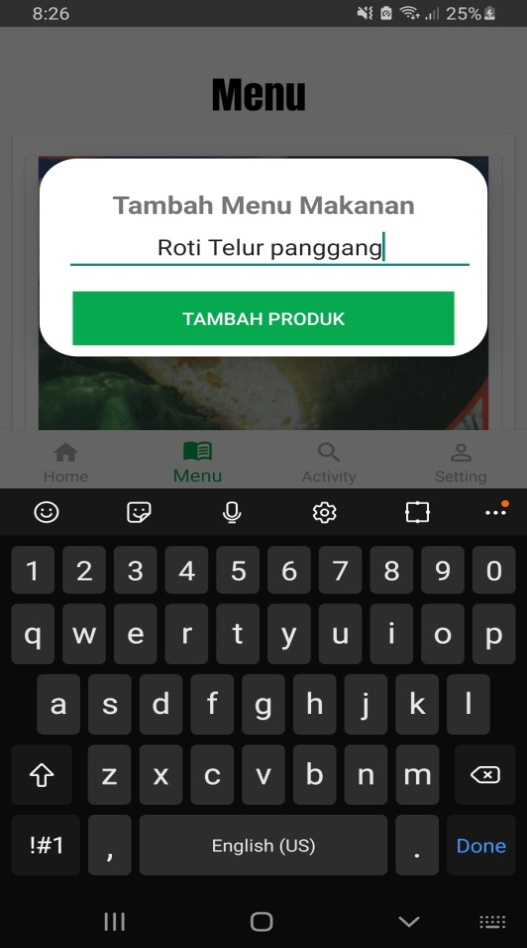 8:26
25%
Menu
Tambah Menu Makanan
Roti Telur panggang
TAMBAH PRODUK
Home
Menu
Activity
Setting
1 2 3 4 5 6 7 8 9 0
q w e r t y u i o p
a s d f g h j k l
z x c v b n m
!#1 , English (US) . Done